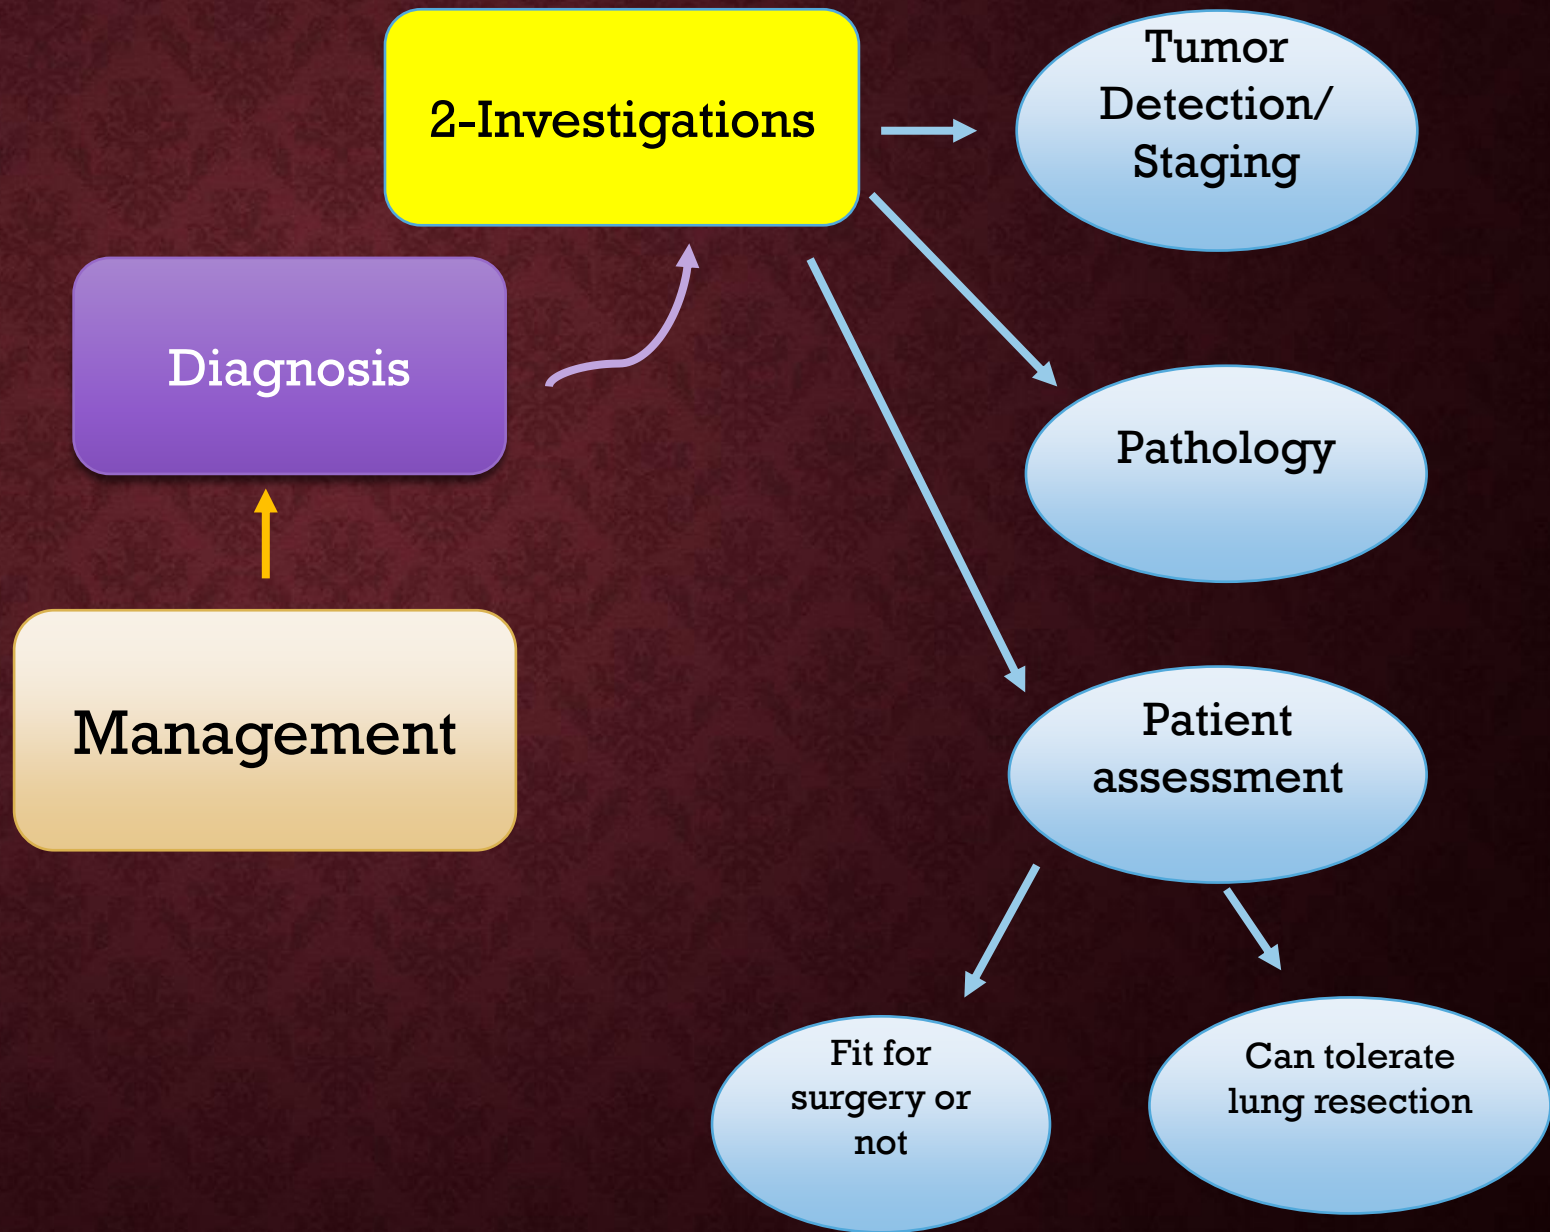 2-Investigations
Tumor
Detection/
Staging
Diagnosis
Pathology
Management
Patient
assessment
Fit for
surgery or
not
Can tolerate
lung resection